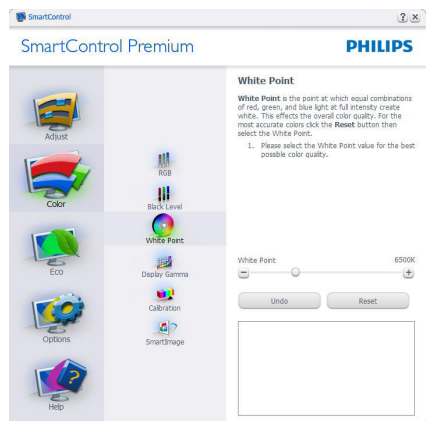 SmartControl
SmartControl Premium
PHILIPS
Adjust
Color
Eco
Options
Help
RGB
Black Level
White Point
Display Gamma
Calibration
SmartImage
White Point
White Point is the point at which equal combinations
of red, green, and blue light at full intensity create
white. This effects the overall color quality. For the
most accurate colors click the Reset button then
select the White Point.
1. Please select the White Point value for the best
possible color quality.
White Point 6500K
Undo Reset